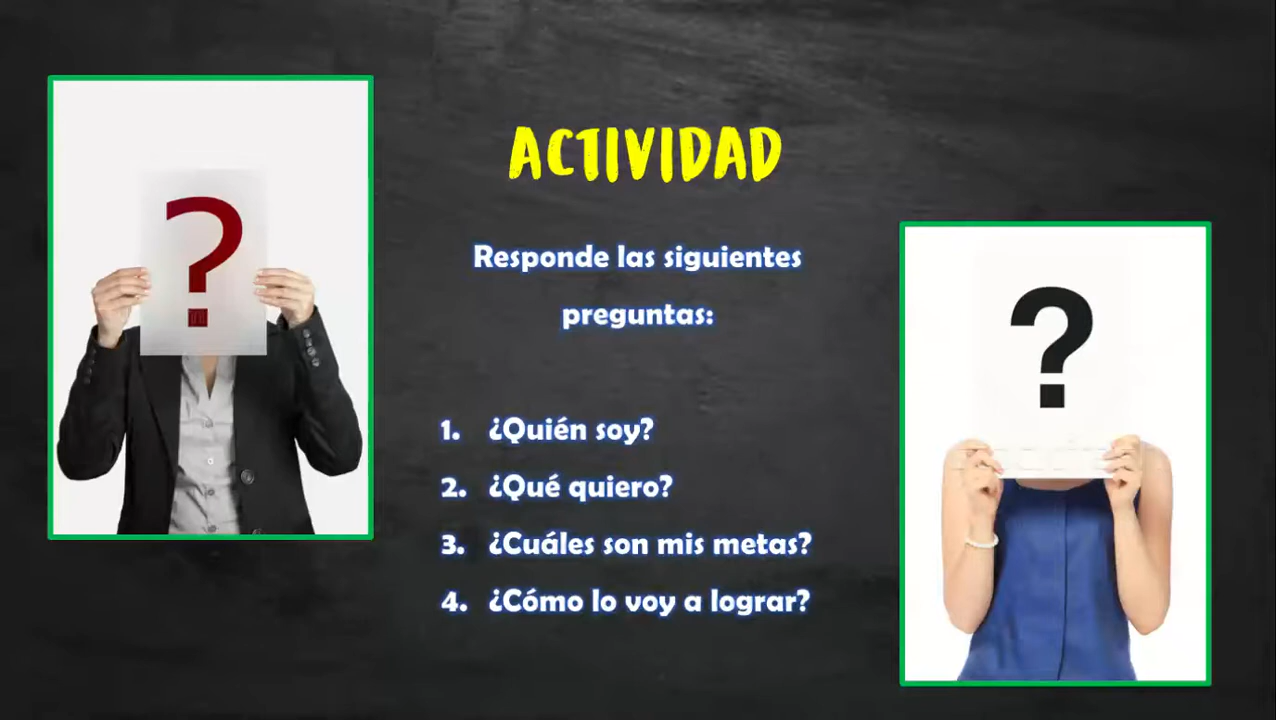 ?
ACTIVIDAD
Responde las siguientes
preguntas:
?
1. ¿Quién soy?
2. ¿Qué quiero?
3. ¿Cuáles son mis metas?
4. ¿Cómo lo voy a lograr?